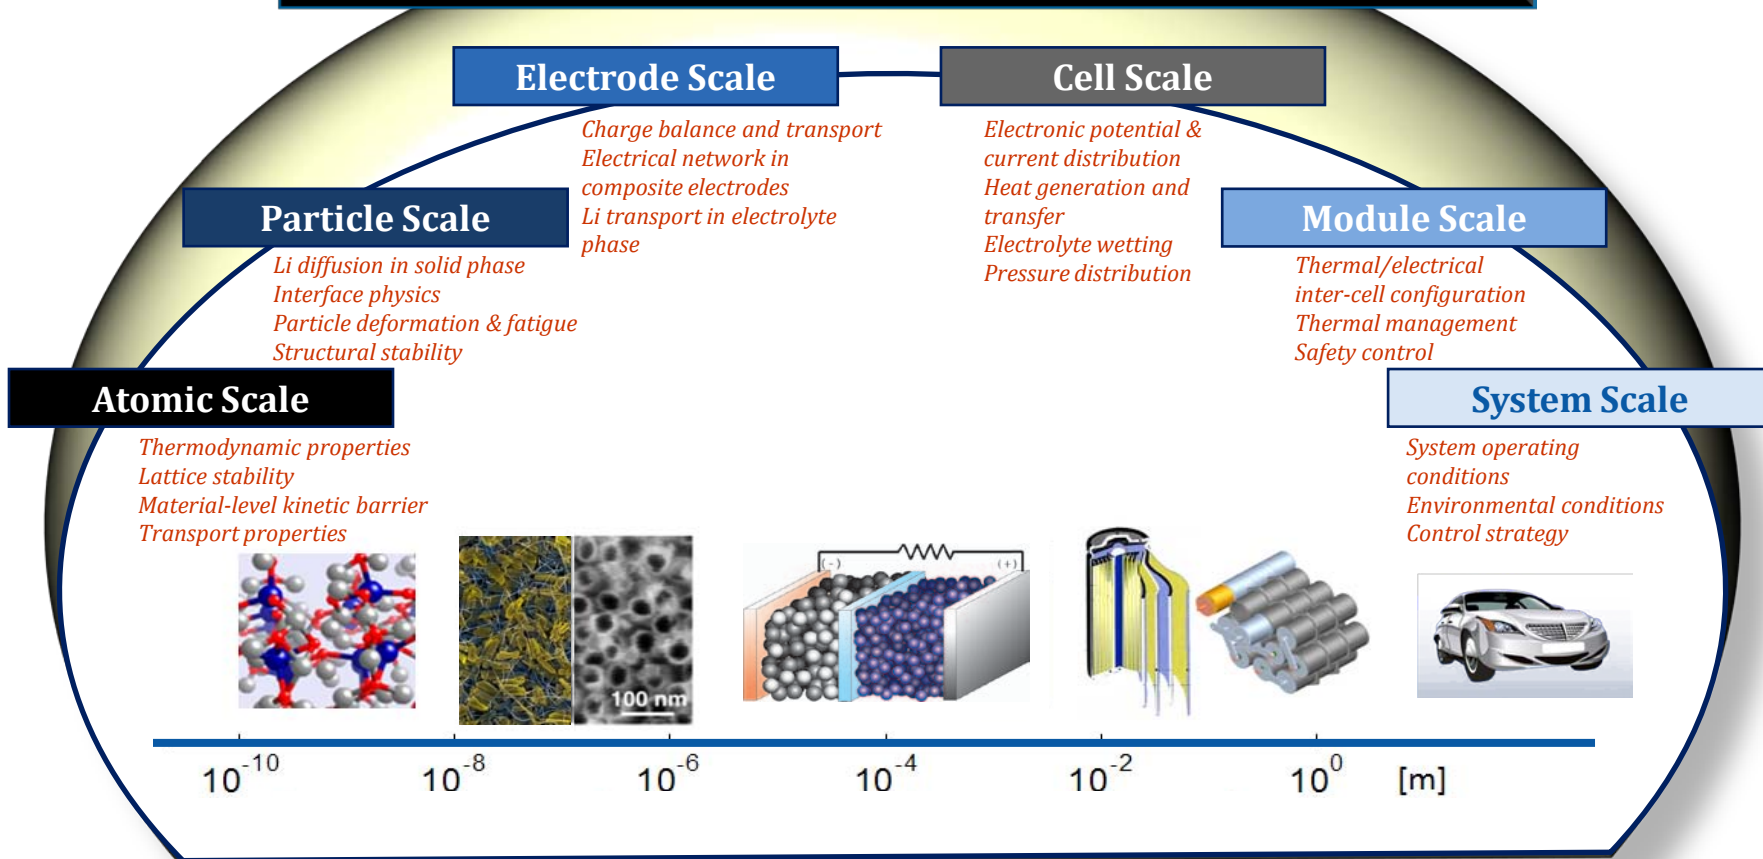 Electrode Scale
Charge balance and transport
Electrical network in
composite electrodes
Li transport in electrolyte
phase
Cell Scale
Electronic potential &
current distribution
Heat generation and
transfer
Electrolyte wetting
Pressure distribution
Particle Scale
Li diffusion in solid phase
Interface physics
Particle deformation & fatigue
Structural stability
Module Scale
Thermal/electrical
inter-cell configuration
Thermal management
Safety control
Atomic Scale
Thermodynamic properties
Lattice stability
Material-level kinetic barrier
Transport properties
System Scale
System operating
conditions
Environmental conditions
Control strategy
(-)
(+)
100 nm
10⁻¹⁰ 10⁻⁸ 10⁻⁶ 10⁻⁴ 10⁻² 10⁰ [m]